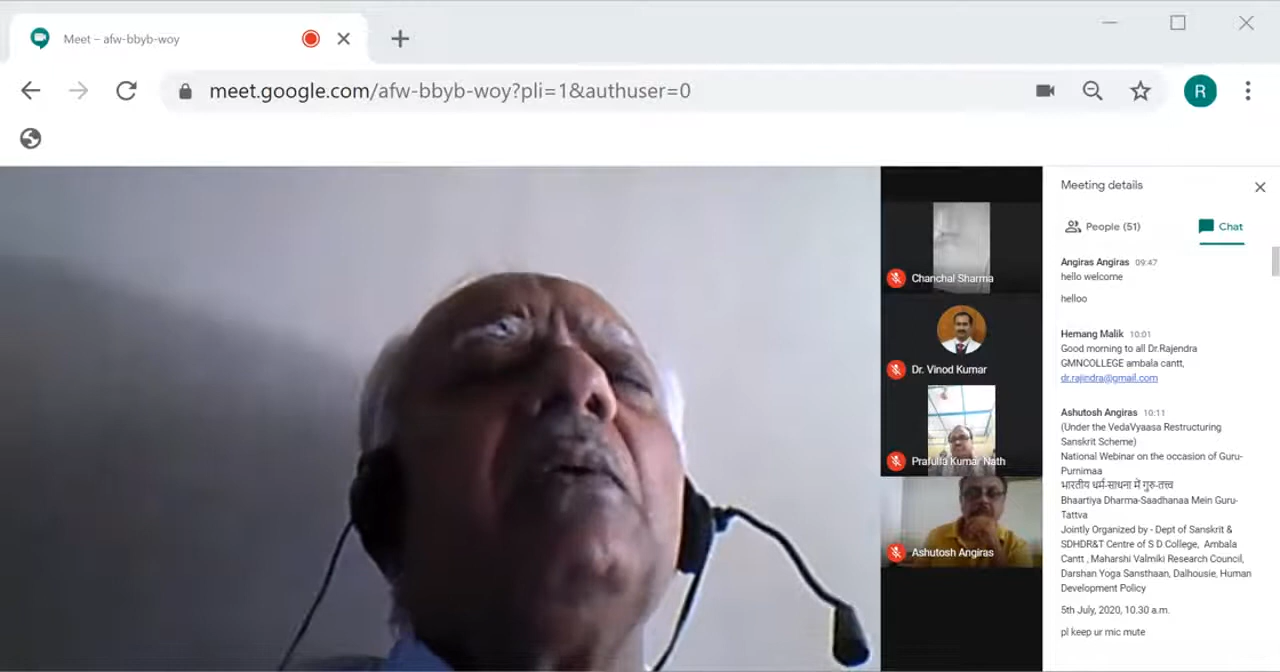 Meet – afw-bbyb-woy
meet.google.com/afw-bbyb-woy?pli=1&authuser=0
R
Meeting details
People (51)
Chat
Chanchal Sharma
Dr. Vinod Kumar
Prafulla Kumar Nath
Ashutosh Angiras
Angiras Angiras 09:47
hello welcome
helloo
Hemang Malik 10:01
Good morning to all Dr.Rajendra
GMNCOLLEGE ambala cantt,
dr.rajindra@gmail.com
Ashutosh Angiras 10:11
(Under the VedaVyaasa Restructuring
Sanskrit Scheme)
National Webinar on the occasion of Guru-
Purnimaa
भारतीय धर्म-साधना में गुरु-तत्त्व
Bhaartiya Dharma-Saadhanaa Mein Guru-
Tattva
Jointly Organized by - Dept of Sanskrit &
SDHDR&T Centre of S D College, Ambala
Cantt , Maharshi Valmiki Research Council,
Darshan Yoga Sansthaan, Dalhousie, Human
Development Policy
5th July, 2020, 10.30 a.m.
pl keep ur mic mute